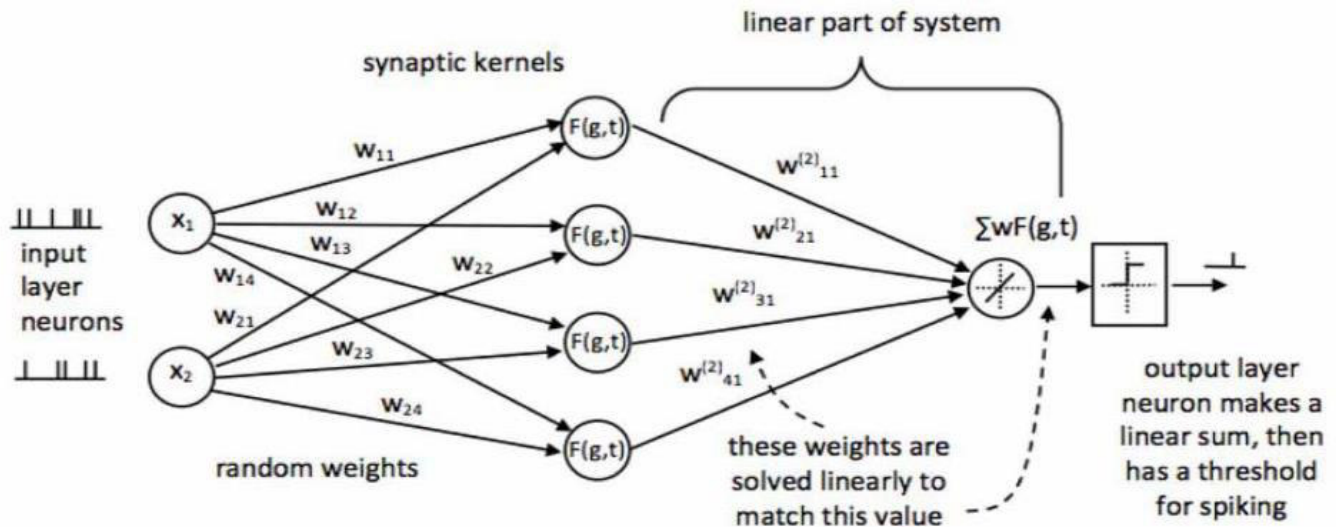 linear part of system
synaptic kernels
F(g,t)
w₁₁
w⁽²⁾₁₁
x₁
w₁₂
F(g,t)
w⁽²⁾₂₁
∑wF(g,t)
input
layer
neurons
w₁₃
w₁₄
w₂₂
w₂₁
w⁽²⁾₃₁
F(g,t)
x₂
w₂₃
w⁽²⁾₄₁
w₂₄
F(g,t)
random weights
these weights are
solved linearly to
match this value
output layer
neuron makes a
linear sum, then
has a threshold
for spiking